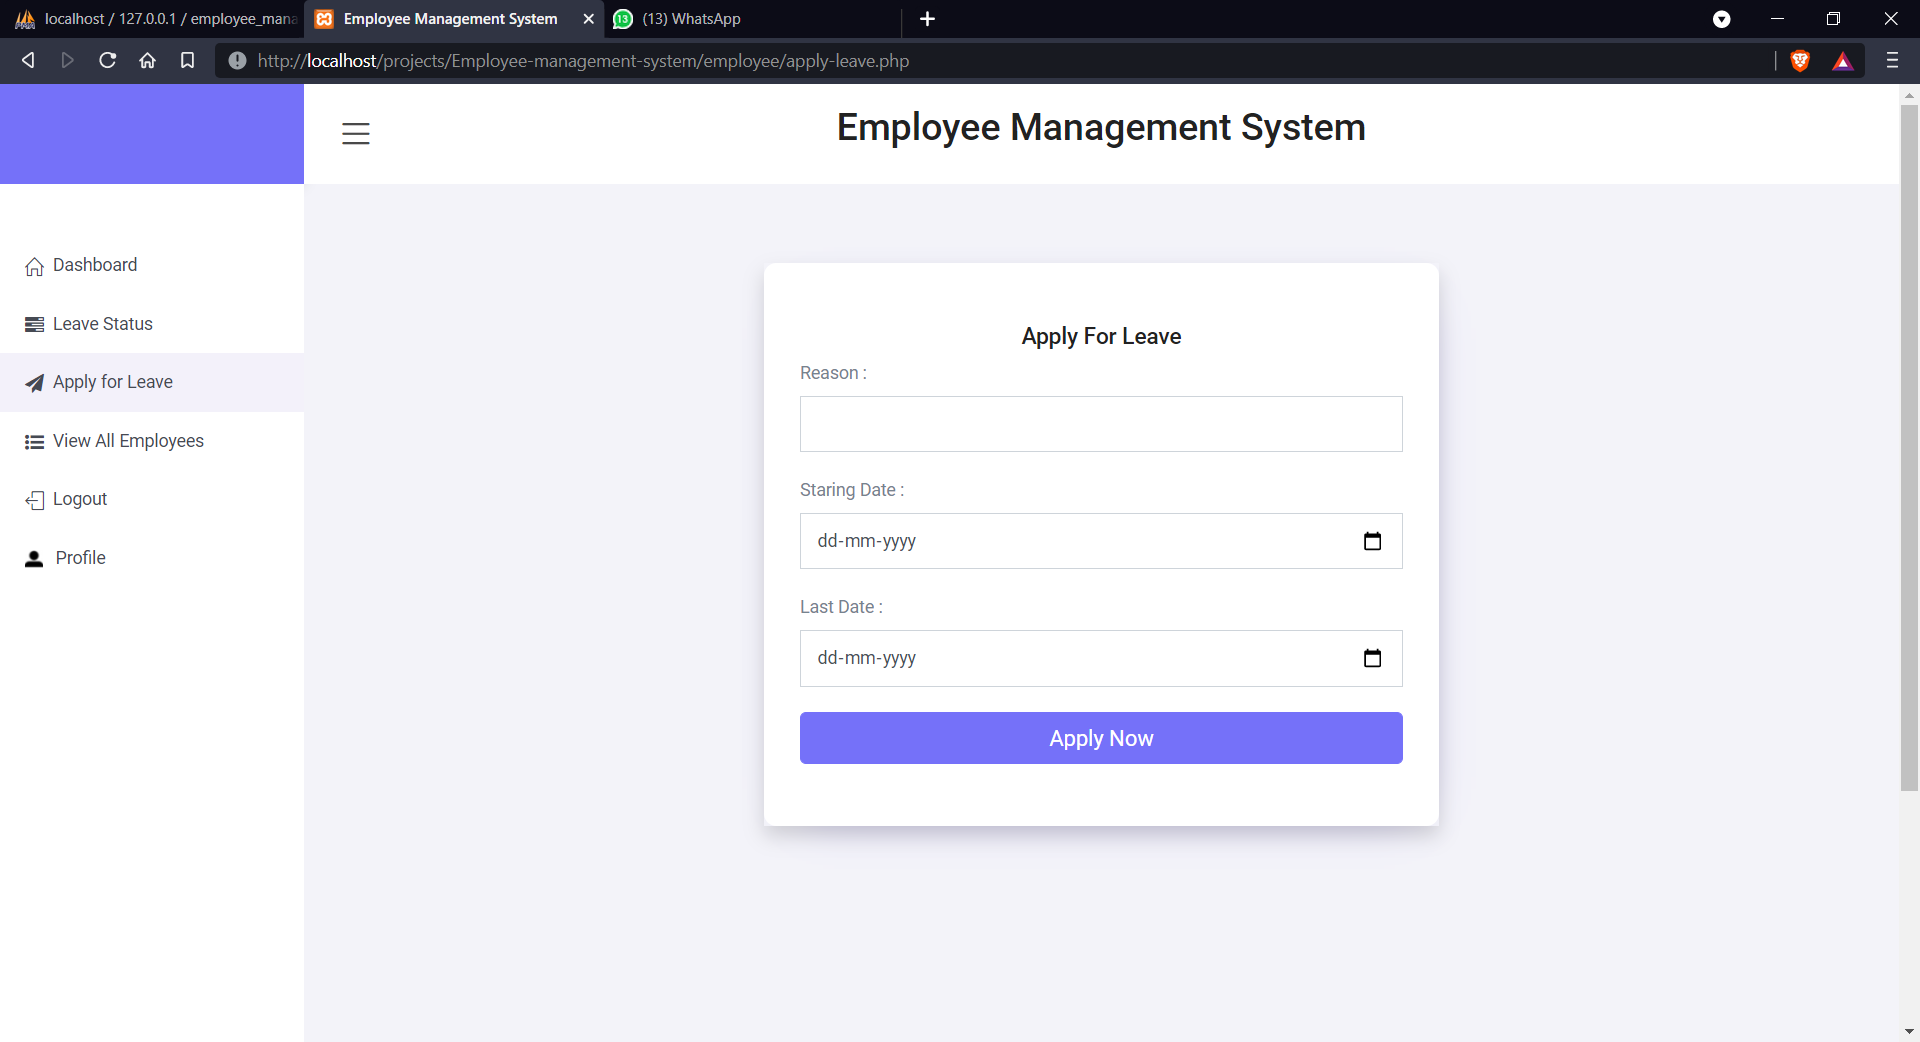 localhost / 127.0.0.1 / employee_mana
Employee Management System
13
(13) WhatsApp
http://localhost/projects/Employee-management-system/employee/apply-leave.php
Employee Management System
Dashboard
Leave Status
Apply for Leave
View All Employees
Logout
Profile
Apply For Leave
Reason :
Staring Date :
dd-mm-yyyy
Last Date :
dd-mm-yyyy
Apply Now